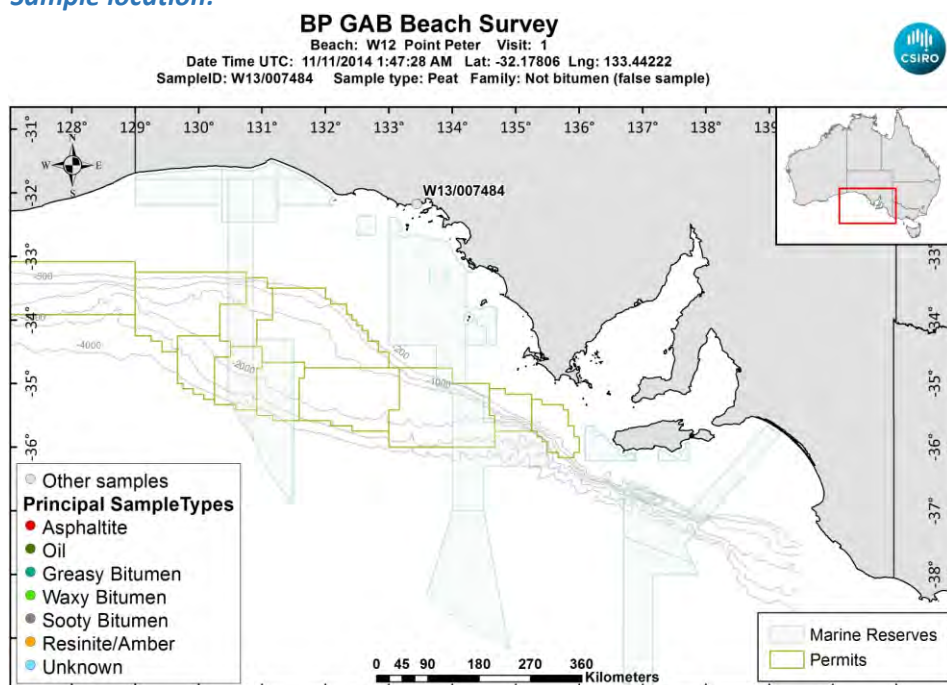 Sample location:
BP GAB Beach Survey
Beach: W12 Point Peter Visit: 1
Date Time UTC: 11/11/2014 1:47:28 AM Lat: -32.17806 Lng: 133.44222
SampleID: W13/007484 Sample type: Peat Family: Not bitumen (false sample)
CSIRO
128° 129° 130° 131° 132° 133° 134° 135° 136° 137° 138° 139
-31°
-32°
-33°
-34°
-35°
-36°
-37°
-38°
N
W E
S
W13/007484
-33°
-34°
-35°
-36°
-37°
-38°
-200
-1000
-2000
-4000
Other samples
Principal SampleTypes
Asphaltite
Oil
Greasy Bitumen
Waxy Bitumen
Sooty Bitumen
Resinite/Amber
Unknown
0 45 90 180 270 360
Kilometers
Marine Reserves
Permits